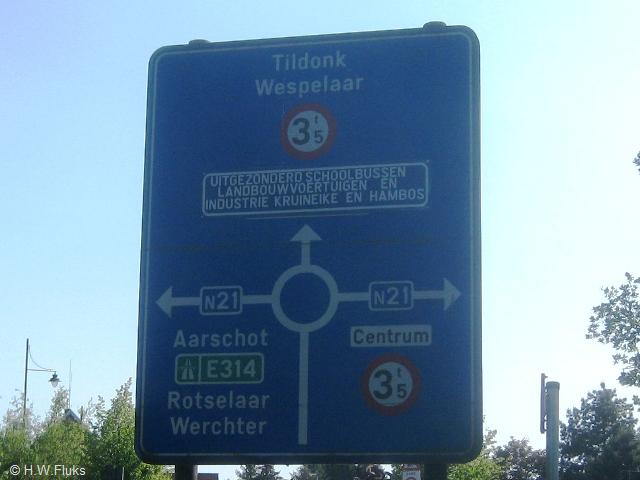 Tildonk
Wespelaar
3t5
UITGEZONDERD SCHOOLBUSSEN
LANDBOUWVOERTUIGEN EN
INDUSTRIE KRUINEIKE EN HAMBOS
N21
N21
Aarschot
E314
Rotselaar
Werchter
Centrum
3t5
© H.W.Fluks